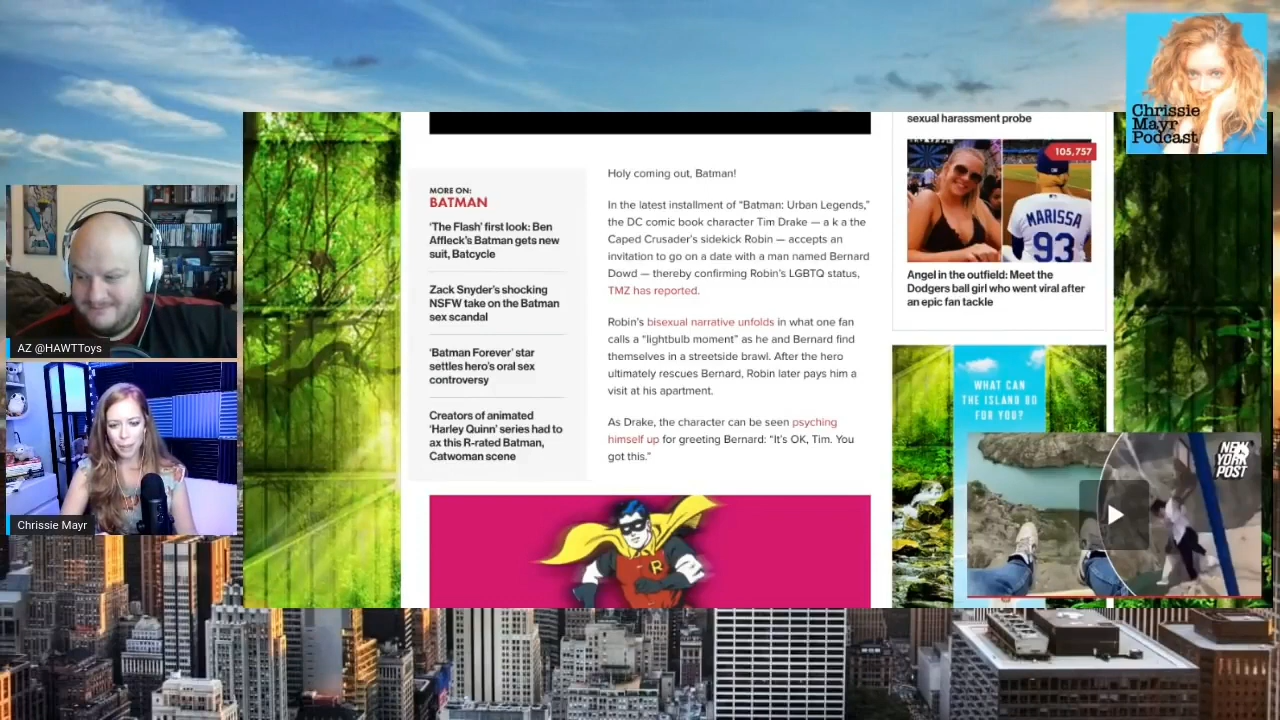 Chrissie
Mayr
Podcast
sexual harassment probe
105,757
MARISSA
93
Angel in the outfield: Meet the
Dodgers ball girl who went viral after
an epic fan tackle
MORE ON:
BATMAN
‘The Flash’ first look: Ben
Affleck’s Batman gets new
suit, Batcycle
Zack Snyder’s shocking
NSFW take on the Batman
sex scandal
‘Batman Forever’ star
settles hero’s oral sex
controversy
Creators of animated
‘Harley Quinn’ series had to
ax this R-rated Batman,
Catwoman scene
Holy coming out, Batman!
In the latest installment of “Batman: Urban Legends,”
the DC comic book character Tim Drake — a k a the
Caped Crusader’s sidekick Robin — accepts an
invitation to go on a date with a man named Bernard
Dowd — thereby confirming Robin’s LGBTQ status,
TMZ has reported.
Robin’s bisexual narrative unfolds in what one fan
calls a “lightbulb moment” as he and Bernard find
themselves in a streetside brawl. After the hero
ultimately rescues Bernard, Robin later pays him a
visit at his apartment.
As Drake, the character can be seen psyching
himself up for greeting Bernard: “It’s OK, Tim. You
got this.”
R
WHAT CAN
THE ISLAND DO
FOR YOU?
NEW
YORK
POST
AZ @HAWTToys
Chrissie Mayr